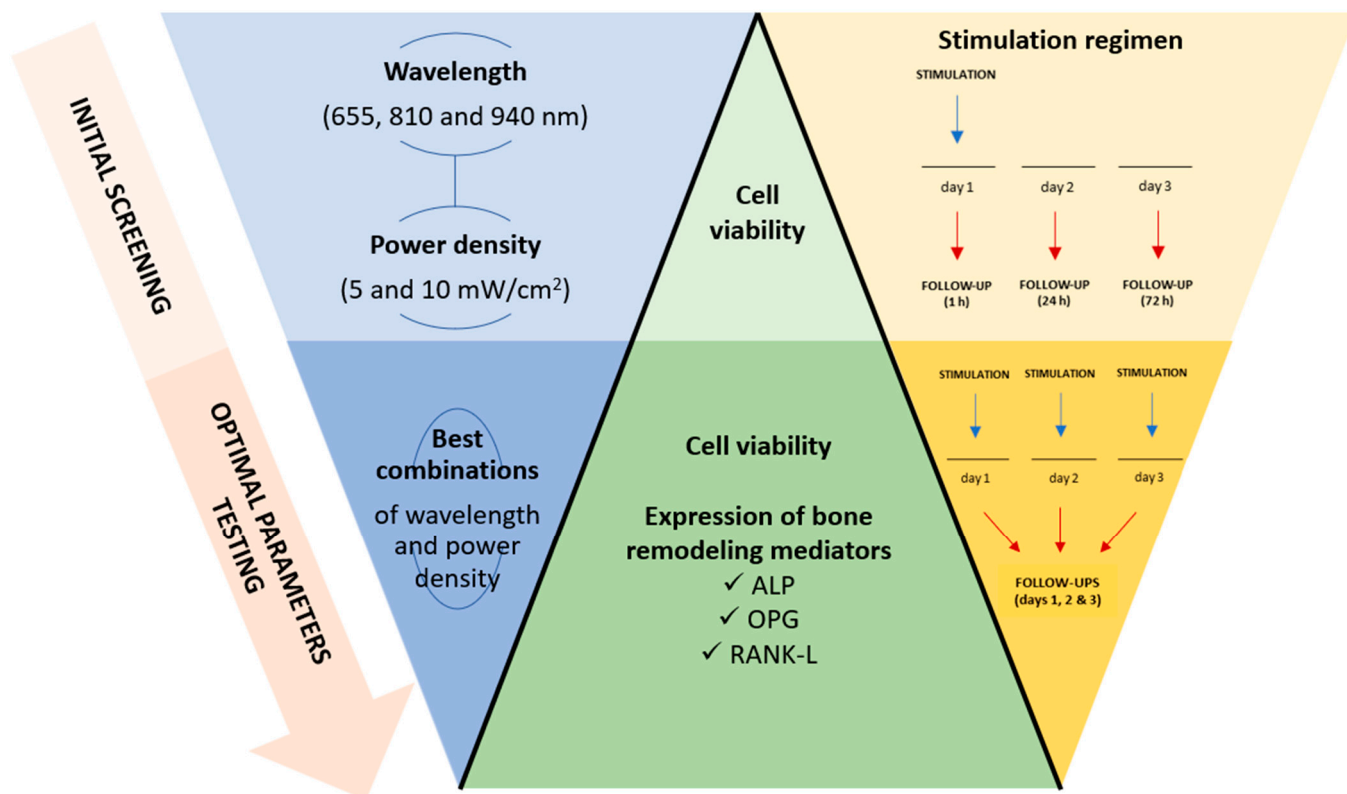 INITIAL SCREENING
Wavelength
(655, 810 and 940 nm)
Power density
(5 and 10 mW/cm²)
Cell
viability
Stimulation regimen
STIMULATION
day 1 day 2 day 3
FOLLOW-UP FOLLOW-UP FOLLOW-UP
(1 h) (24 h) (72 h)
OPTIMAL PARAMETERS
TESTING
Best
combinations
of wavelength
and power
density
Cell viability
Expression of bone
remodeling mediators
✓ ALP
✓ OPG
✓ RANK-L
STIMULATION STIMULATION STIMULATION
day 1 day 2 day 3
FOLLOW-UPS
(days 1, 2 & 3)